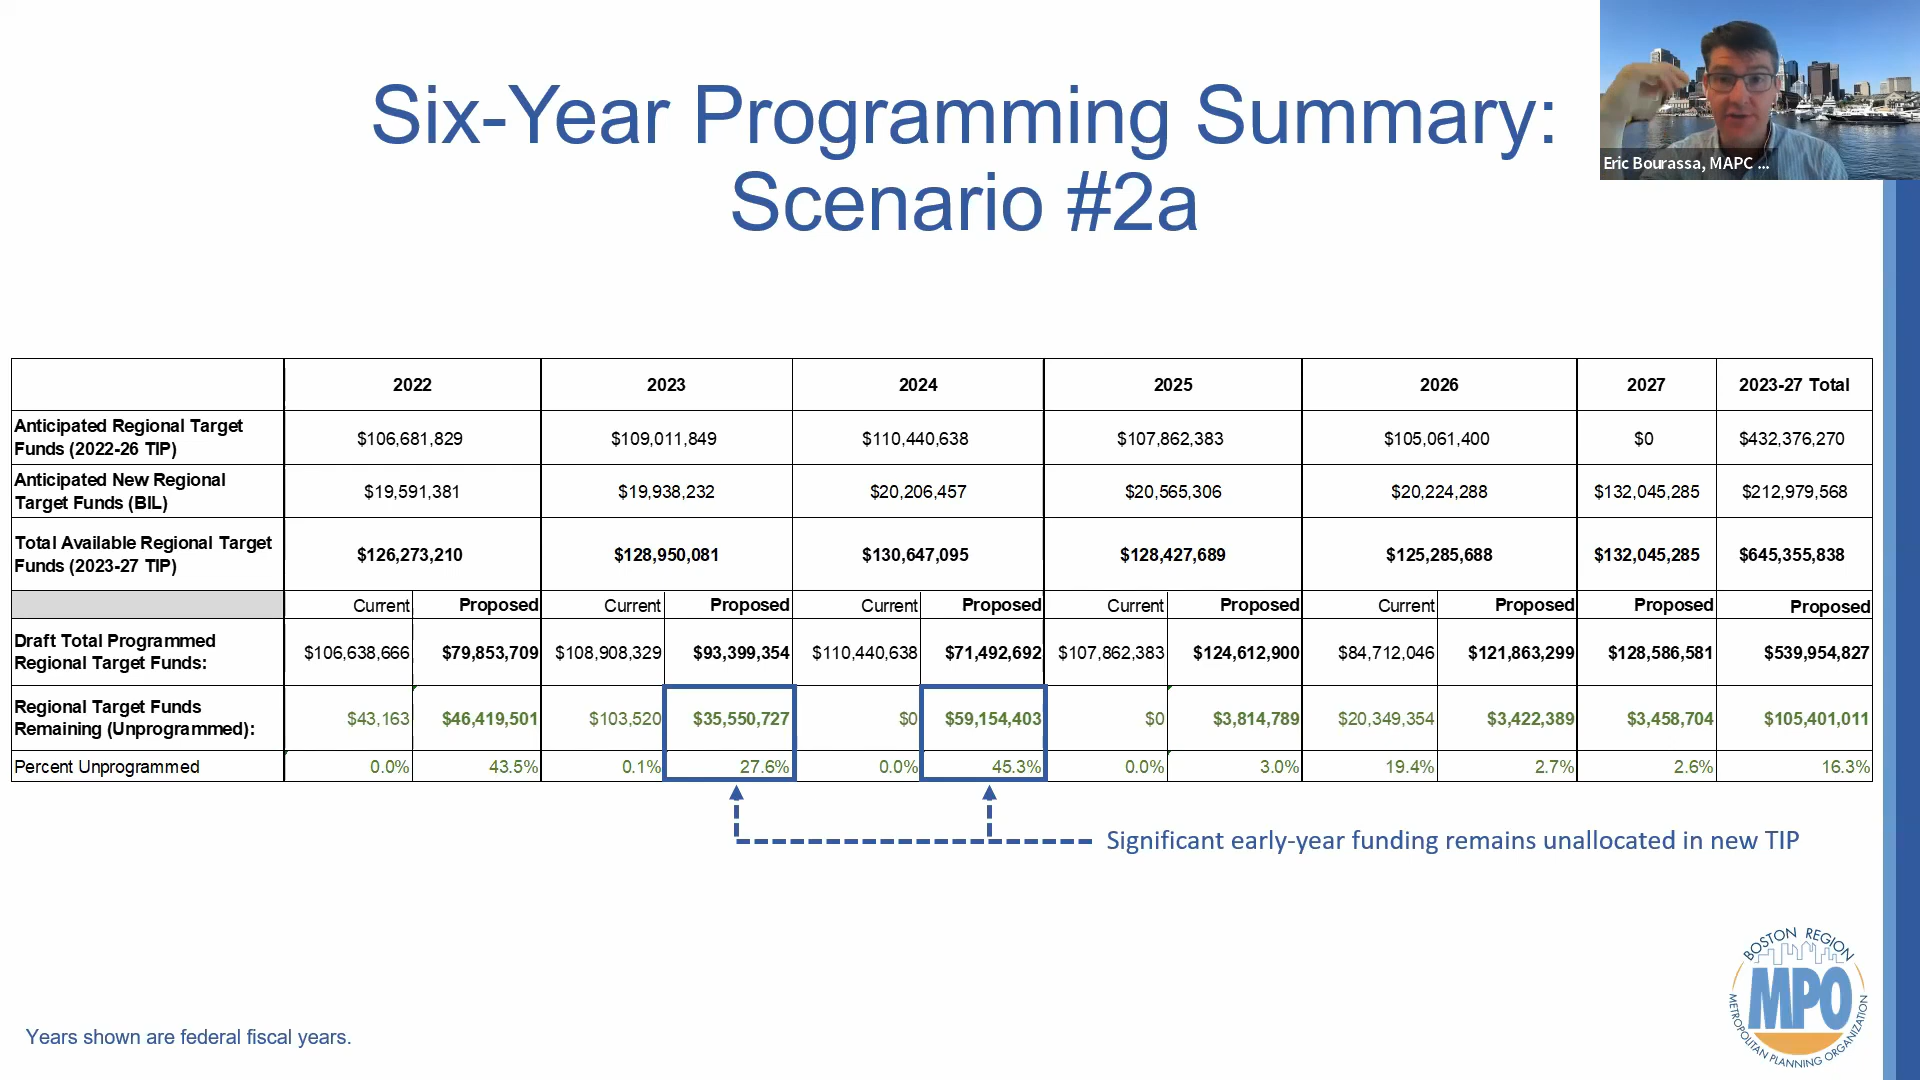 Six-Year Programming Summary:
Scenario #2a
Eric Bourassa, MAPC ...
2022 2023 2024 2025 2026 2027 2023-27 Total
Anticipated Regional Target
Funds (2022-26 TIP)
$106,681,829 $109,011,849 $110,440,638 $107,862,383 $105,061,400 $0 $432,376,270
Anticipated New Regional
Target Funds (BIL)
$19,591,381 $19,938,232 $20,206,457 $20,565,306 $20,224,288 $132,045,285 $212,979,568
Total Available Regional Target
Funds (2023-27 TIP)
$126,273,210 $128,950,081 $130,647,095 $128,427,689 $125,285,688 $132,045,285 $645,355,838
Current Proposed Current Proposed Current Proposed Current Proposed Current Proposed Proposed Proposed
Draft Total Programmed
Regional Target Funds:
$106,638,666 $79,853,709 $108,908,329 $93,399,354 $110,440,638 $71,492,692 $107,862,383 $124,612,900 $84,712,046 $121,863,299 $128,586,581 $539,954,827
Regional Target Funds
Remaining (Unprogrammed):
$43,163 $46,419,501 $103,520 $35,550,727 $0 $59,154,403 $0 $3,814,789 $20,349,354 $3,422,389 $3,458,704 $105,401,011
Percent Unprogrammed 0.0% 43.5% 0.1% 27.6% 0.0% 45.3% 0.0% 3.0% 19.4% 2.7% 2.6% 16.3%
Significant early-year funding remains unallocated in new TIP
BOSTON REGION
MPO
METROPOLITAN PLANNING ORGANIZATION
Years shown are federal fiscal years.